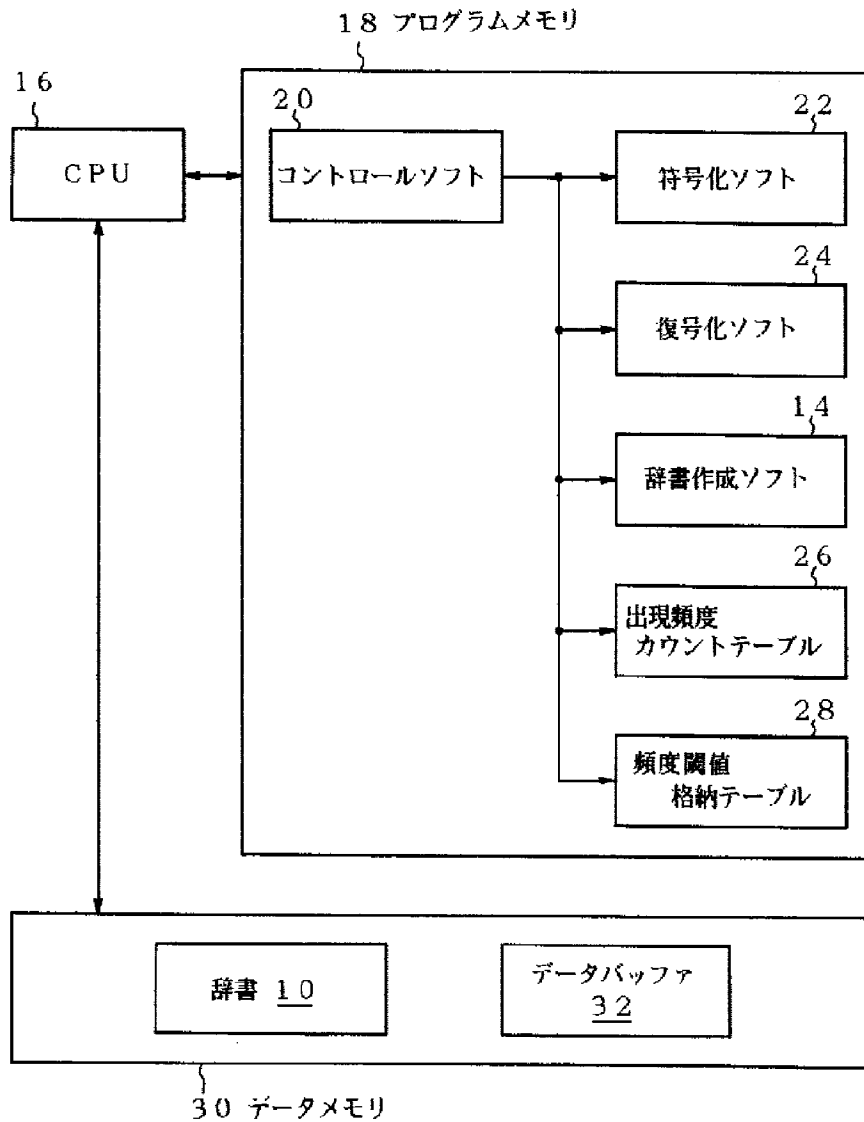 18 プログラムメモリ
16
CPU
20
コントロールソフト
22
符号化ソフト
24
復号化ソフト
14
辞書作成ソフト
26
出現頻度
カウントテーブル
28
頻度閾値
格納テーブル
辞書 10
データバッファ
32
30 データメモリ